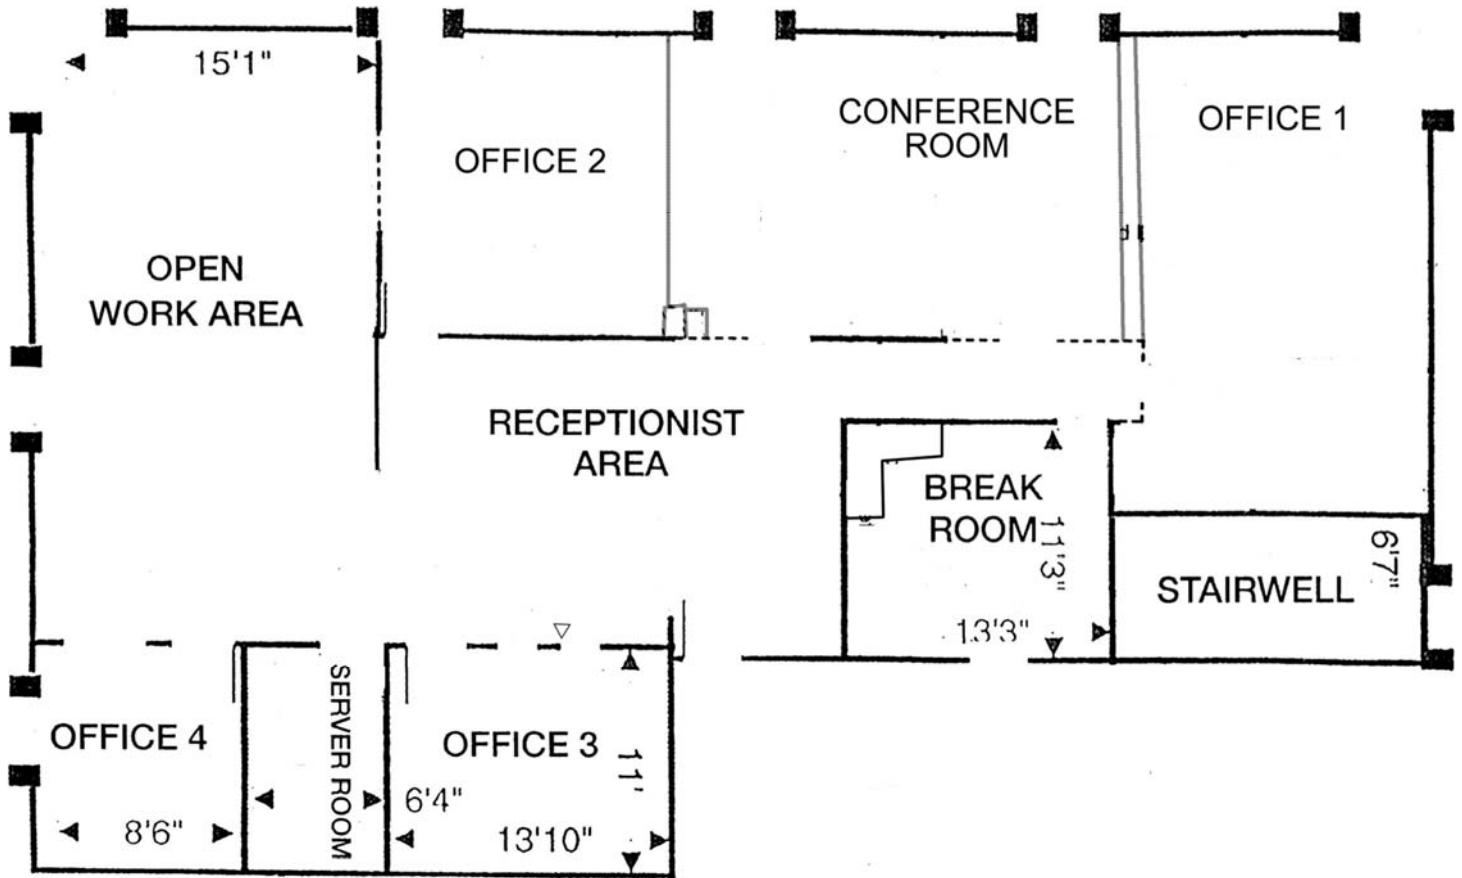 15'1"
CONFERENCE
ROOM
OFFICE 1
OFFICE 2
OPEN
WORK AREA
RECEPTIONIST
AREA
BREAK
ROOM
11'3"
6'7"
STAIRWELL
13'3"
SERVER ROOM
OFFICE 4
OFFICE 3
11'
6'4"
8'6"
13'10"